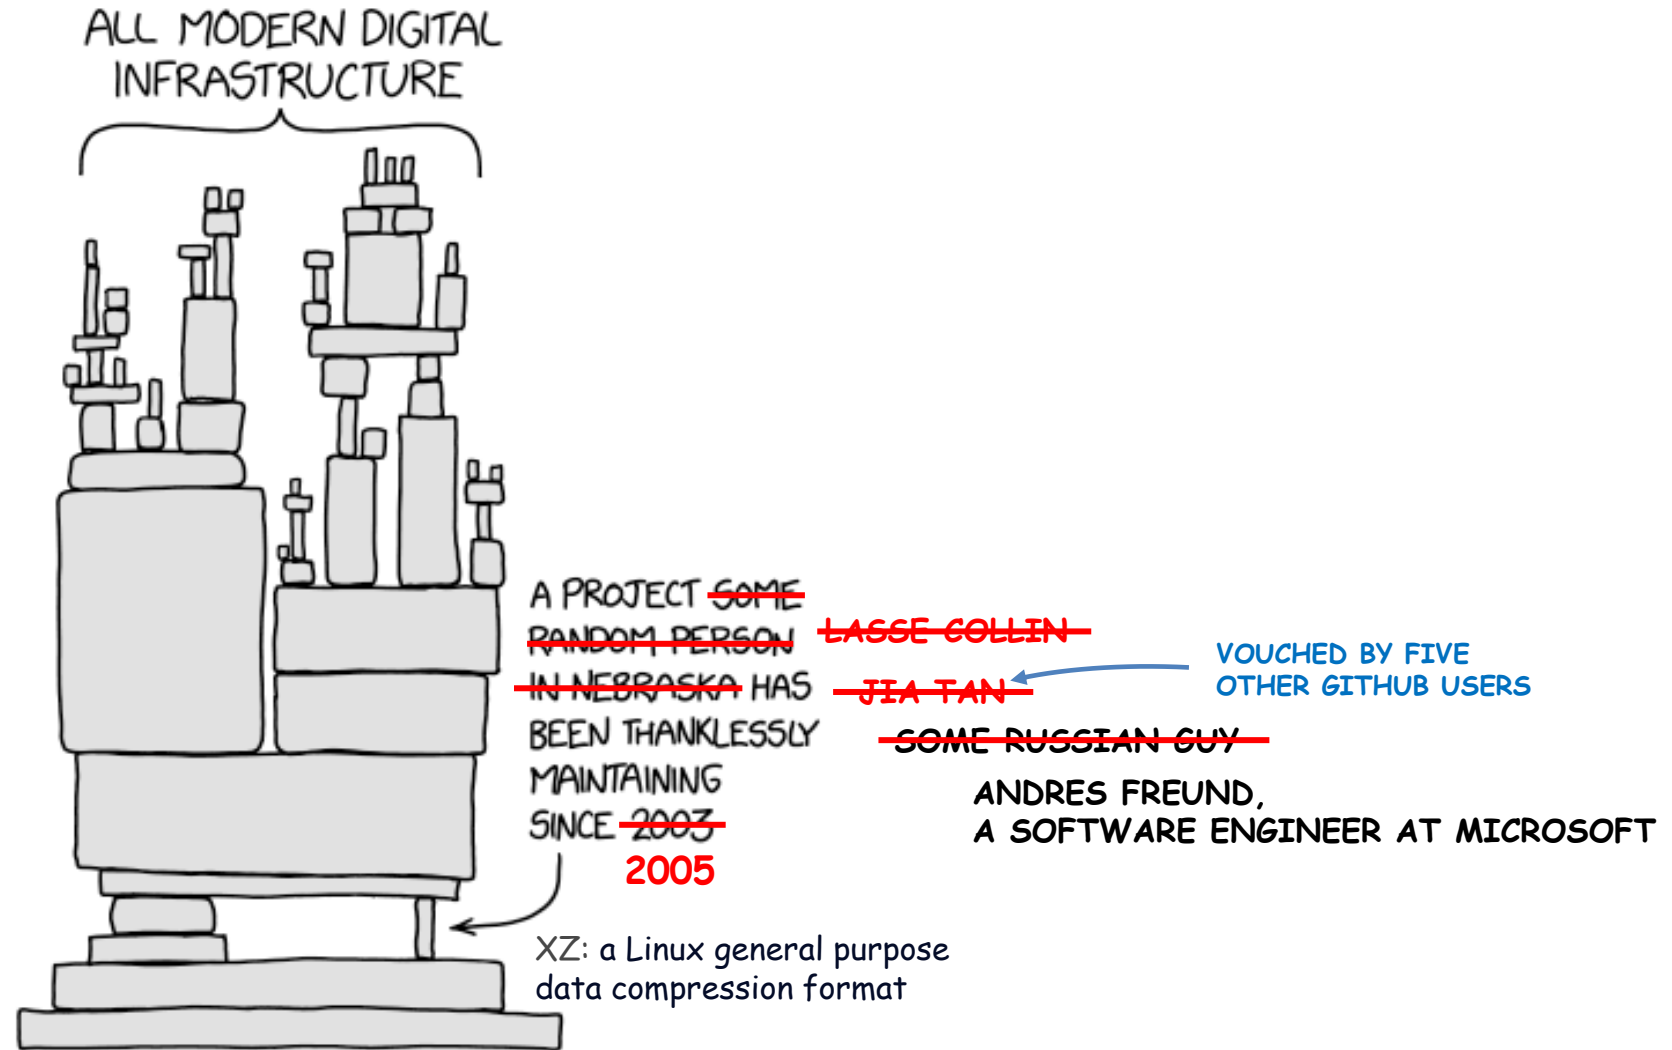 ALL MODERN DIGITAL
INFRASTRUCTURE
A PROJECT SOME
RANDOM PERSON
IN NEBRASKA HAS
BEEN THANKLESSLY
MAINTAINING
SINCE 2003
2005
LASSE COLLIN
JIA TAN
VOUCHED BY FIVE
OTHER GITHUB USERS
SOME RUSSIAN GUY
ANDRES FREUND,
A SOFTWARE ENGINEER AT MICROSOFT
XZ: a Linux general purpose
data compression format